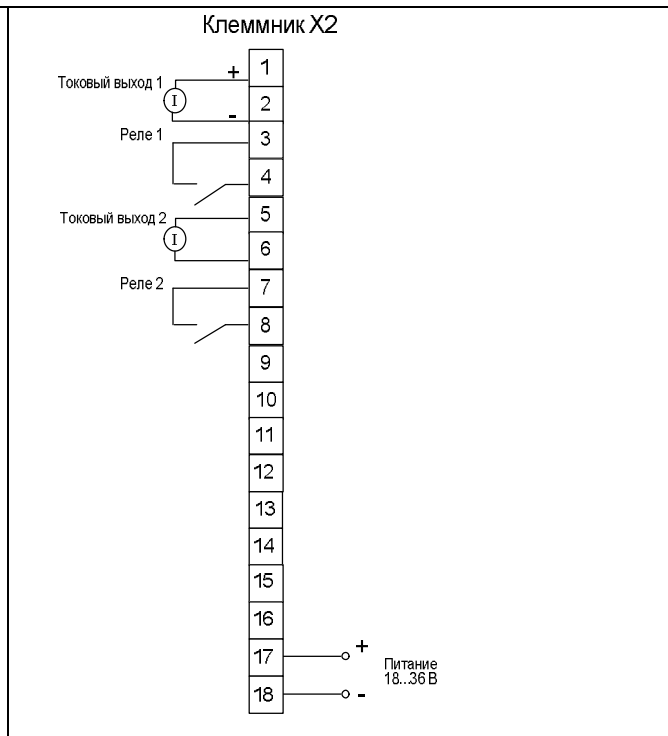 Клеммник X2
Токовый выход 1
+
1
I
-
2
Реле 1
3
4
Токовый выход 2
5
I
6
Реле 2
7
8
9
10
11
12
13
14
15
16
17
+
Питание
18...36 В
18
-